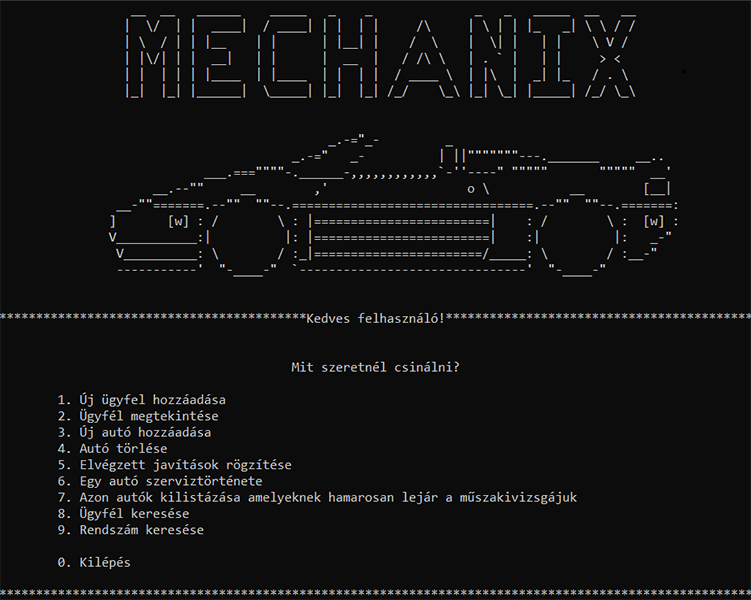 MECHANIX
[w] [w]
Kedves felhasználó!
Mit szeretnél csinálni?
1. Új ügyfel hozzáadása
2. Ügyfél megtekintése
3. Új autó hozzáadása
4. Autó törlése
5. Elvégzett javítások rögzítése
6. Egy autó szerviztörténete
7. Azon autók kilistázása amelyeknek hamarosan lejár a műszakivizsgájuk
8. Ügyfél keresése
9. Rendszám keresése
0. Kilépés